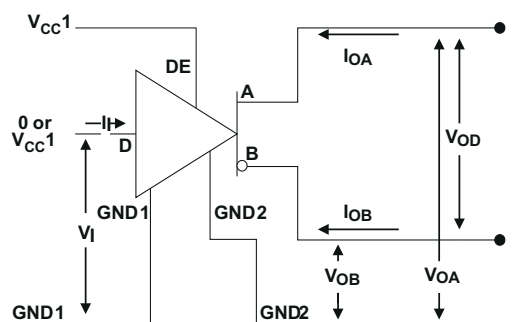 VCC1
DE
A
IOA
0 or
VCC1
II
D
B
VOD
GND1
GND2
IOB
VI
VOB
VOA
GND1
GND2